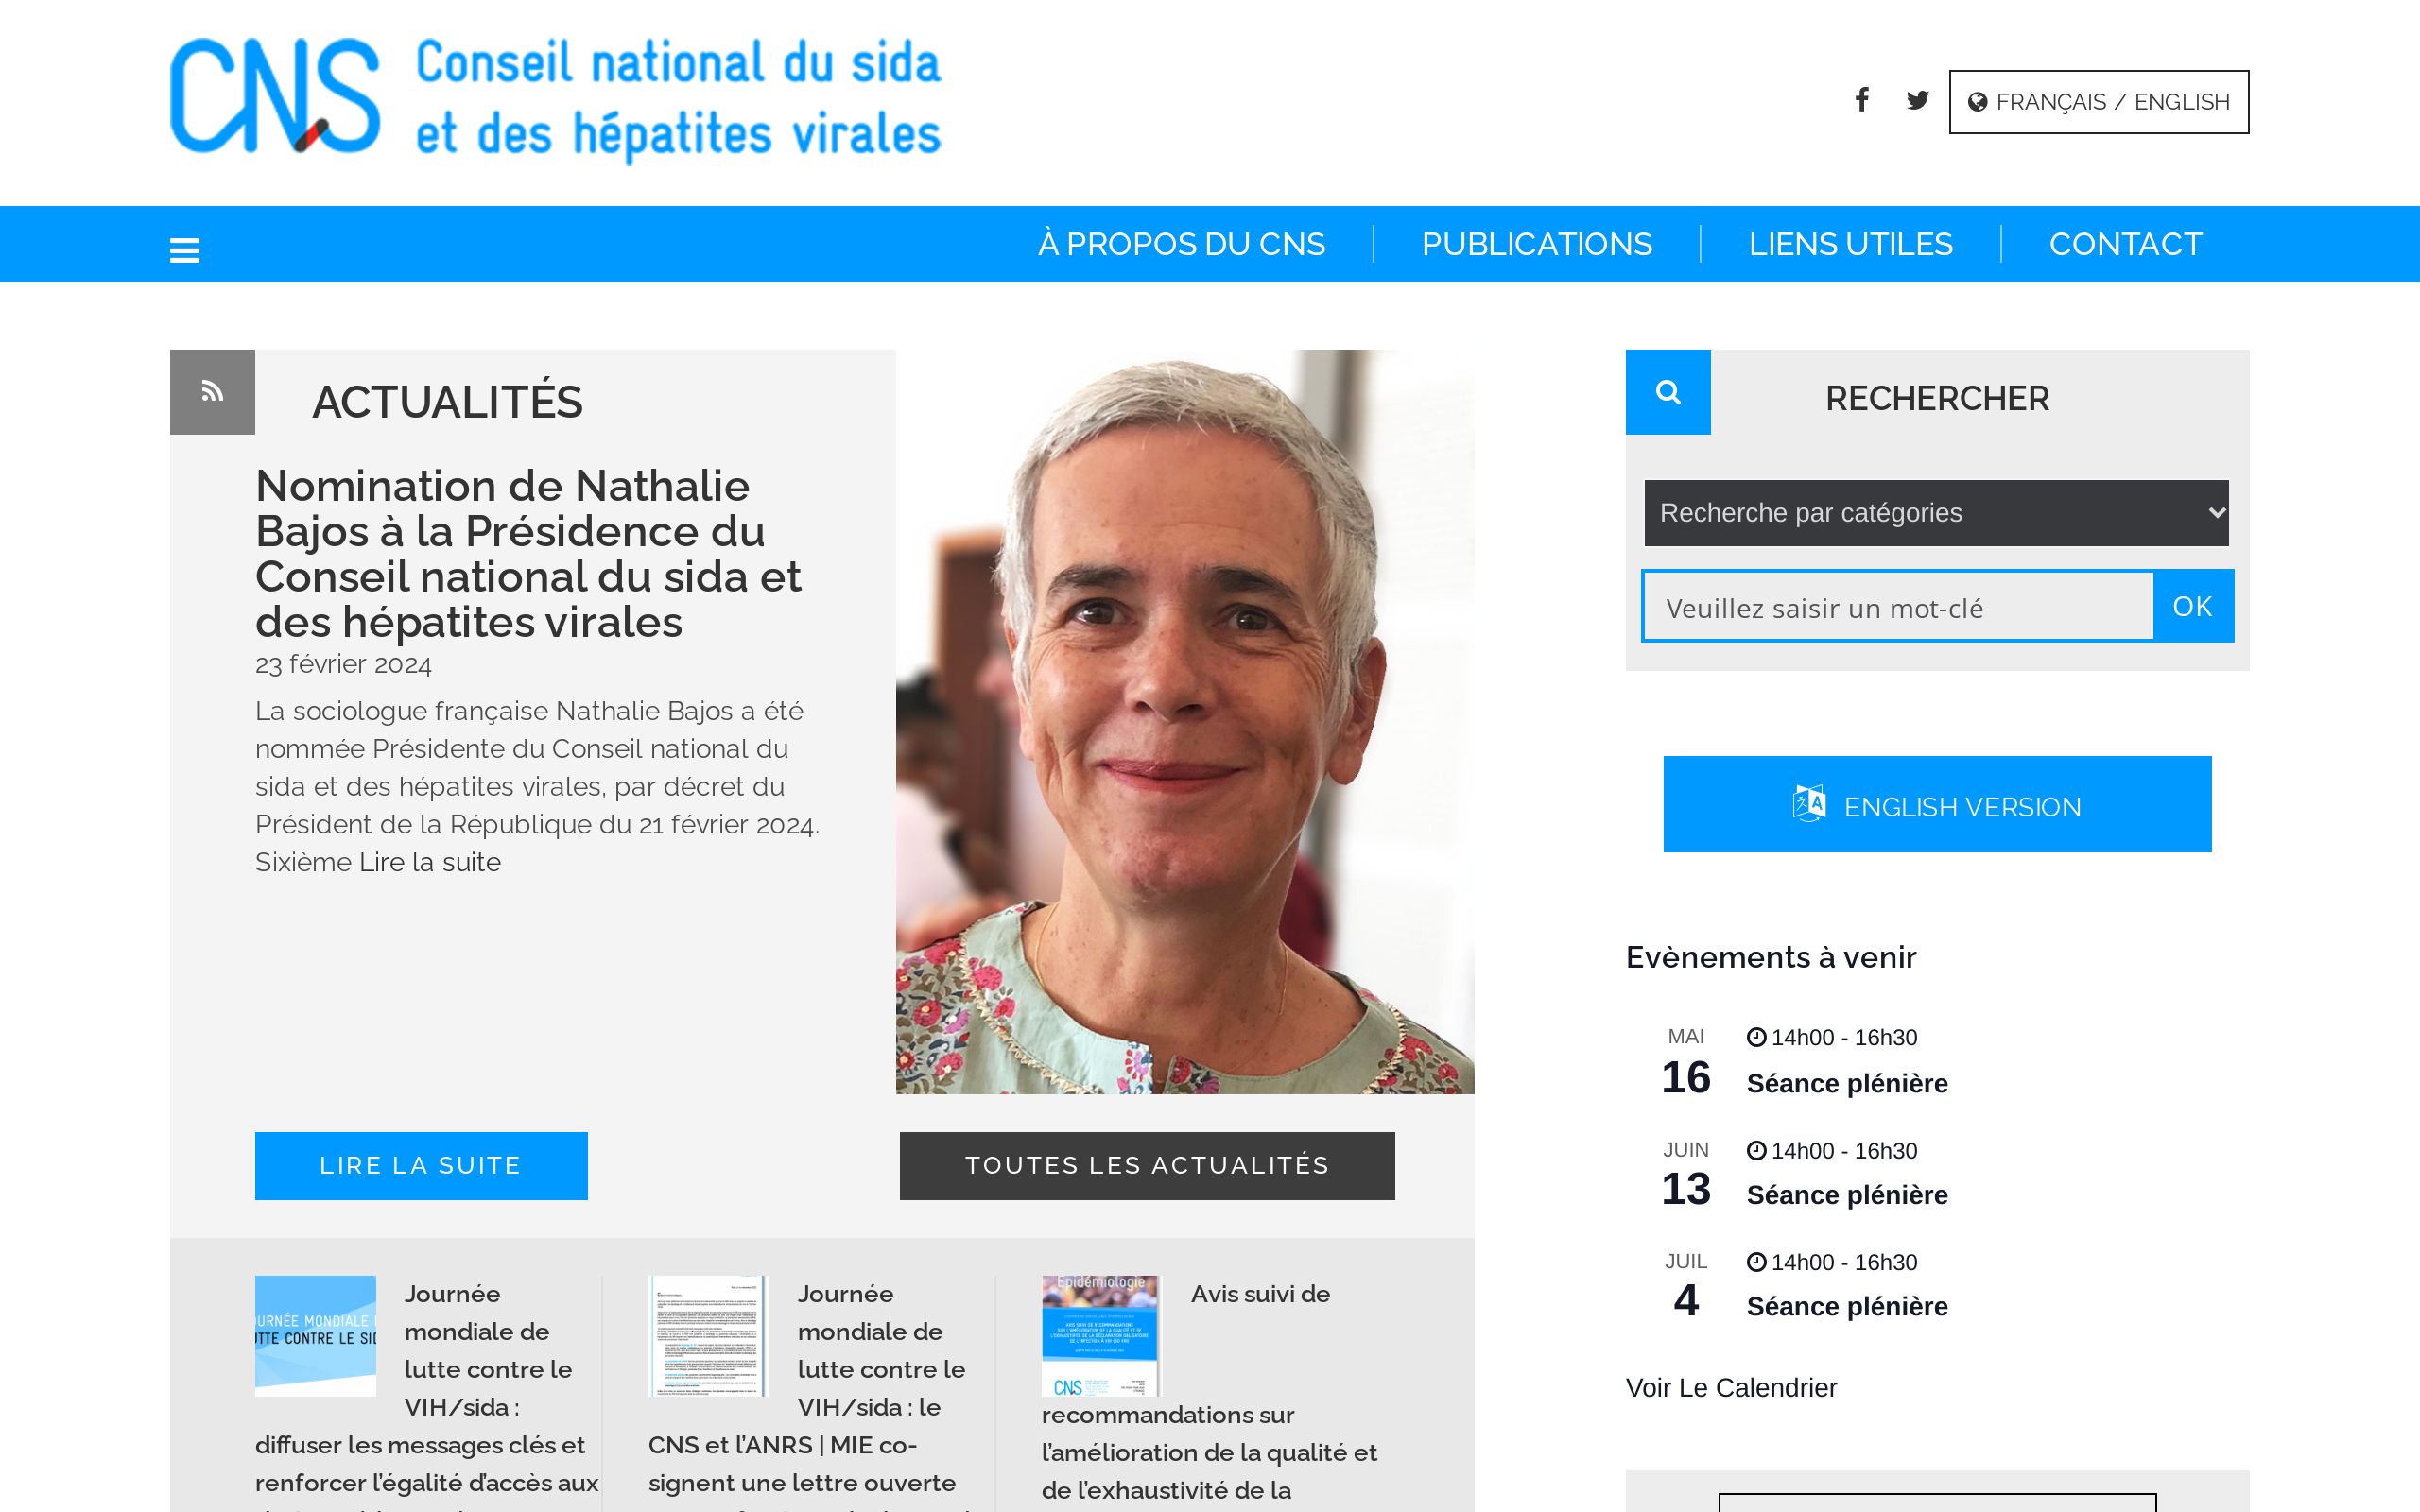 CNS
Conseil national du sida
et des hépatites virales
FRANÇAIS / ENGLISH
À PROPOS DU CNS
PUBLICATIONS
LIENS UTILES
CONTACT
ACTUALITÉS
Nomination de Nathalie
Bajos à la Présidence du
Conseil national du sida et
des hépatites virales
23 février 2024
La sociologue française Nathalie Bajos a été
nommée Présidente du Conseil national du
sida et des hépatites virales, par décret du
Président de la République du 21 février 2024.
Sixième Lire la suite
LIRE LA SUITE
TOUTES LES ACTUALITÉS
Journée
mondiale de
lutte contre le
VIH/sida :
diffuser les messages clés et
renforcer l’égalité d’accès aux
Journée
mondiale de
lutte contre le
VIH/sida : le
CNS et l’ANRS | MIE co-
signent une lettre ouverte
Epidémiologie
CNS
Avis suivi de
recommandations sur
l’amélioration de la qualité et
de l’exhaustivité de la
RECHERCHER
Recherche par catégories
Veuillez saisir un mot-clé
OK
ENGLISH VERSION
Evènements à venir
MAI
16
14h00 - 16h30
Séance plénière
JUIN
13
14h00 - 16h30
Séance plénière
JUIL
4
14h00 - 16h30
Séance plénière
Voir Le Calendrier